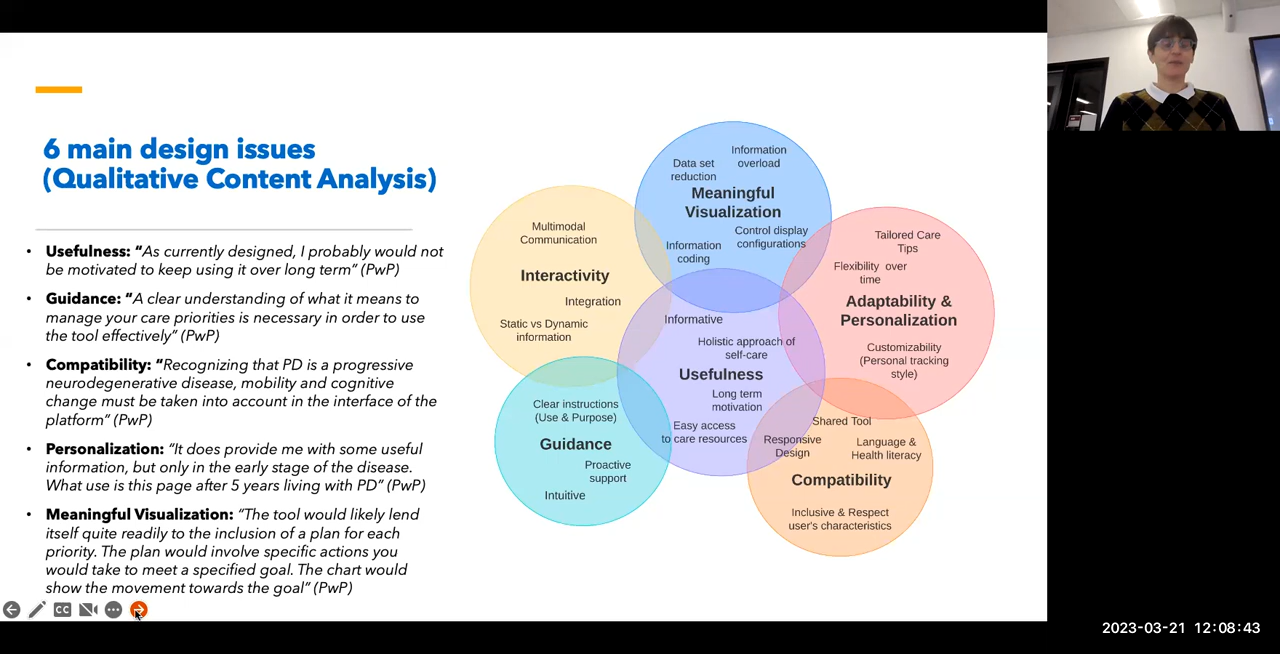 6 main design issues
(Qualitative Content Analysis)
• Usefulness: “As currently designed, I probably would not
be motivated to keep using it over long term” (PwP)
• Guidance: “A clear understanding of what it means to
manage your care priorities is necessary in order to use
the tool effectively” (PwP)
• Compatibility: “Recognizing that PD is a progressive
neurodegenerative disease, mobility and cognitive
change must be taken into account in the interface of the
platform” (PwP)
• Personalization: “It does provide me with some useful
information, but only in the early stage of the disease.
What use is this page after 5 years living with PD” (PwP)
• Meaningful Visualization: “The tool would likely lend
itself quite readily to the inclusion of a plan for each
priority. The plan would involve specific actions you
would take to meet a specified goal. The chart would
show the movement towards the goal” (PwP)
Information
overload
Data set
reduction
Meaningful
Visualization
Control display
configurations
Information
coding
Multimodal
Communication
Interactivity
Integration
Static vs Dynamic
information
Tailored Care
Tips
Flexibility over
time
Adaptability &
Personalization
Customizability
(Personal tracking
style)
Informative
Holistic approach of
self-care
Usefulness
Long term
motivation
Easy access
to care resources
Clear instructions
(Use & Purpose)
Guidance
Proactive
support
Intuitive
Shared Tool
Responsive
Design
Language &
Health literacy
Compatibility
Inclusive & Respect
user's characteristics
CC
2023-03-21 12:08:43